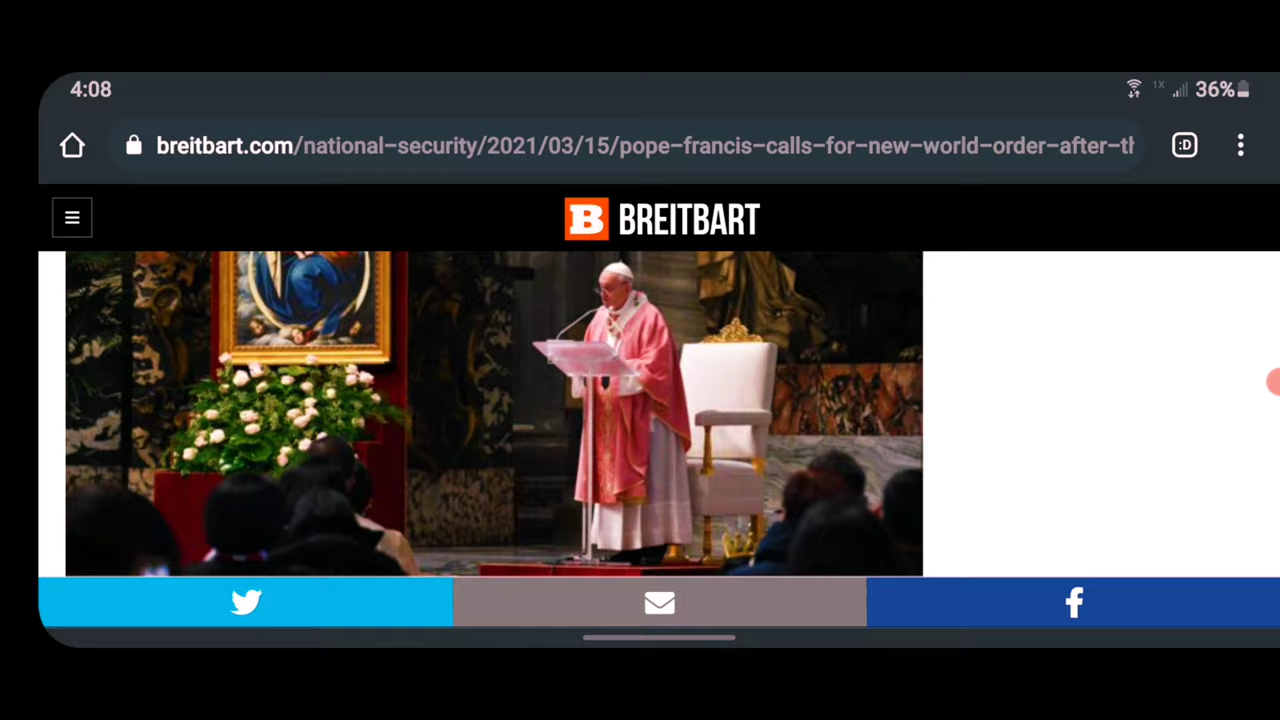 4:08
1X
36%
breitbart.com/national-security/2021/03/15/pope-francis-calls-for-new-world-order-after-th
:D
B BREITBART